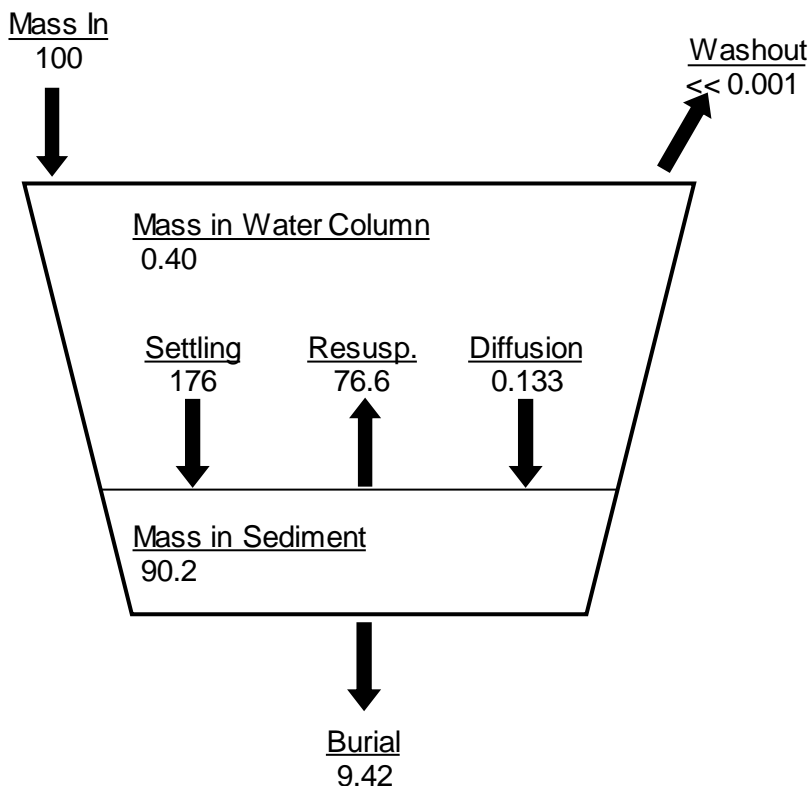 Mass In
100
Washout
<< 0.001
Mass in Water Column
0.40
Settling
176
Resusp.
76.6
Diffusion
0.133
Mass in Sediment
90.2
Burial
9.42